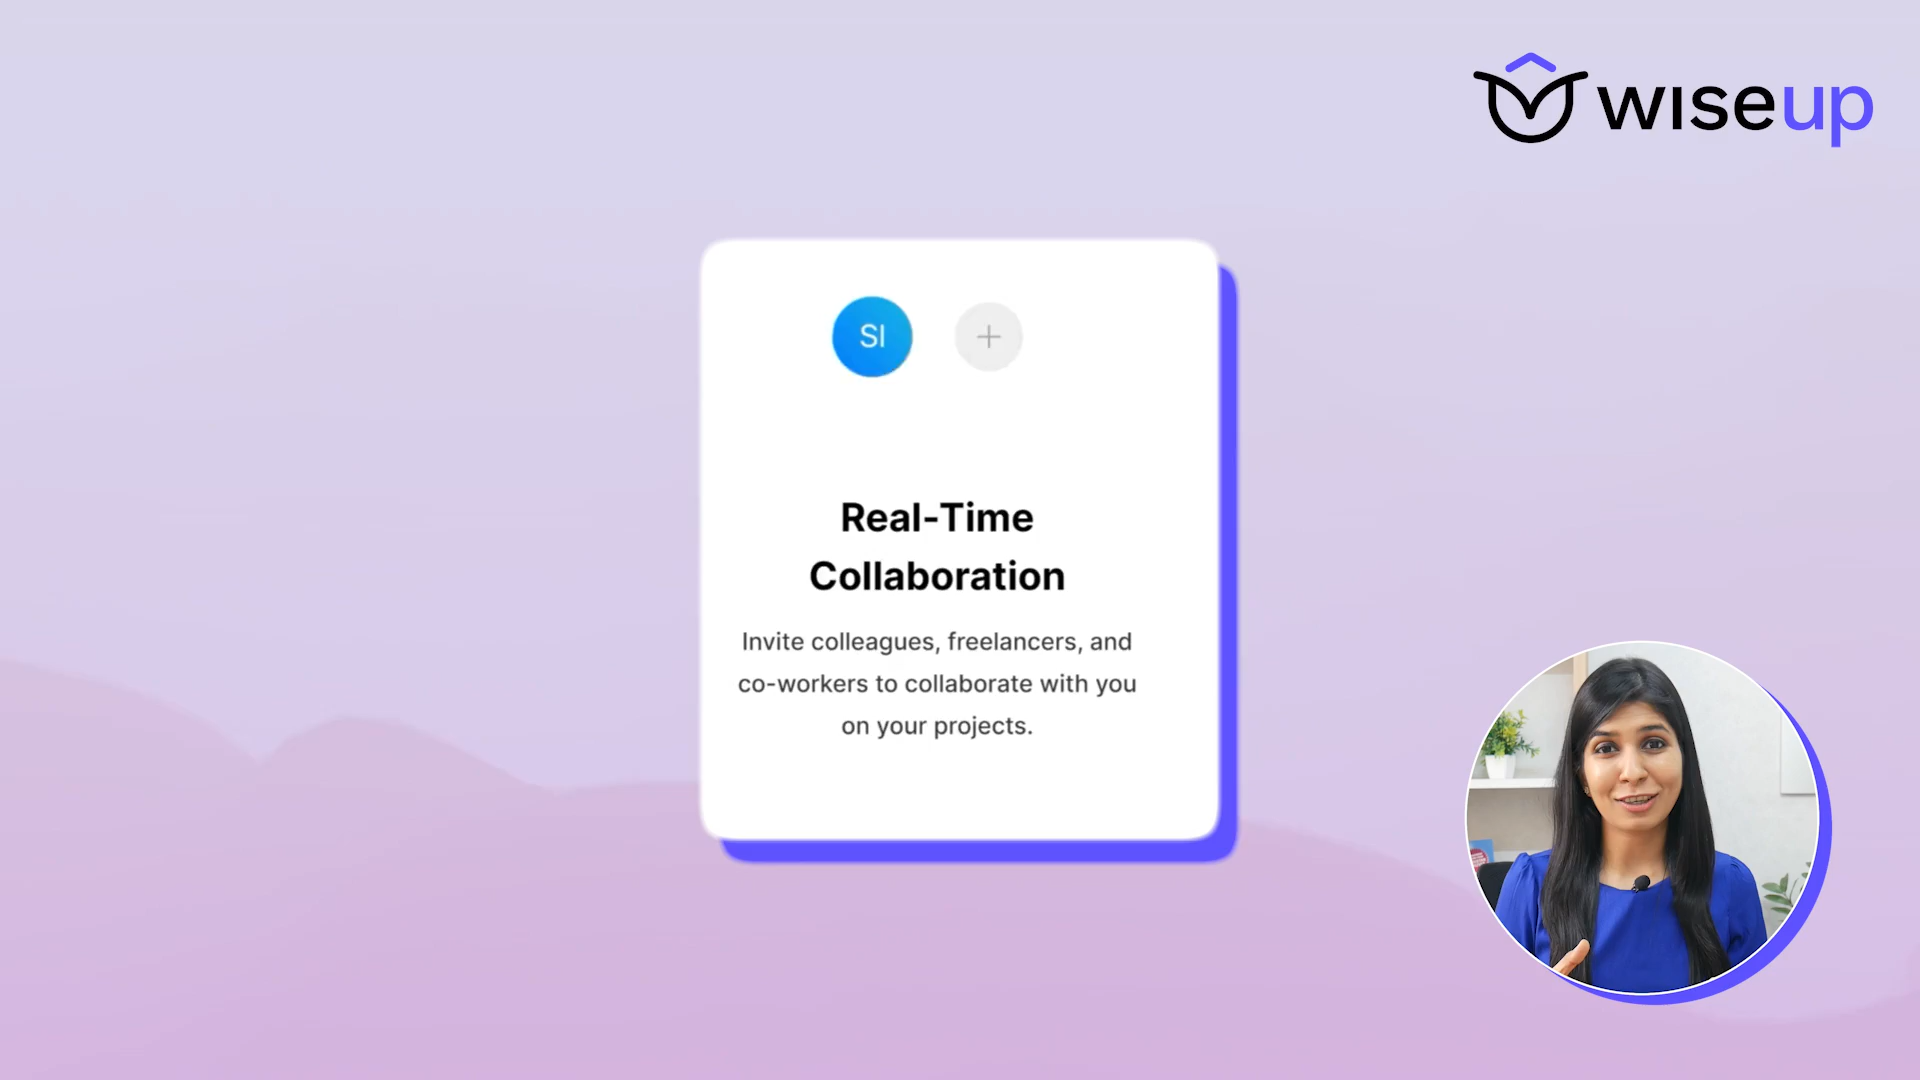 wiseup
SI
Real-Time
Collaboration
Invite colleagues, freelancers, and
co-workers to collaborate with you
on your projects.